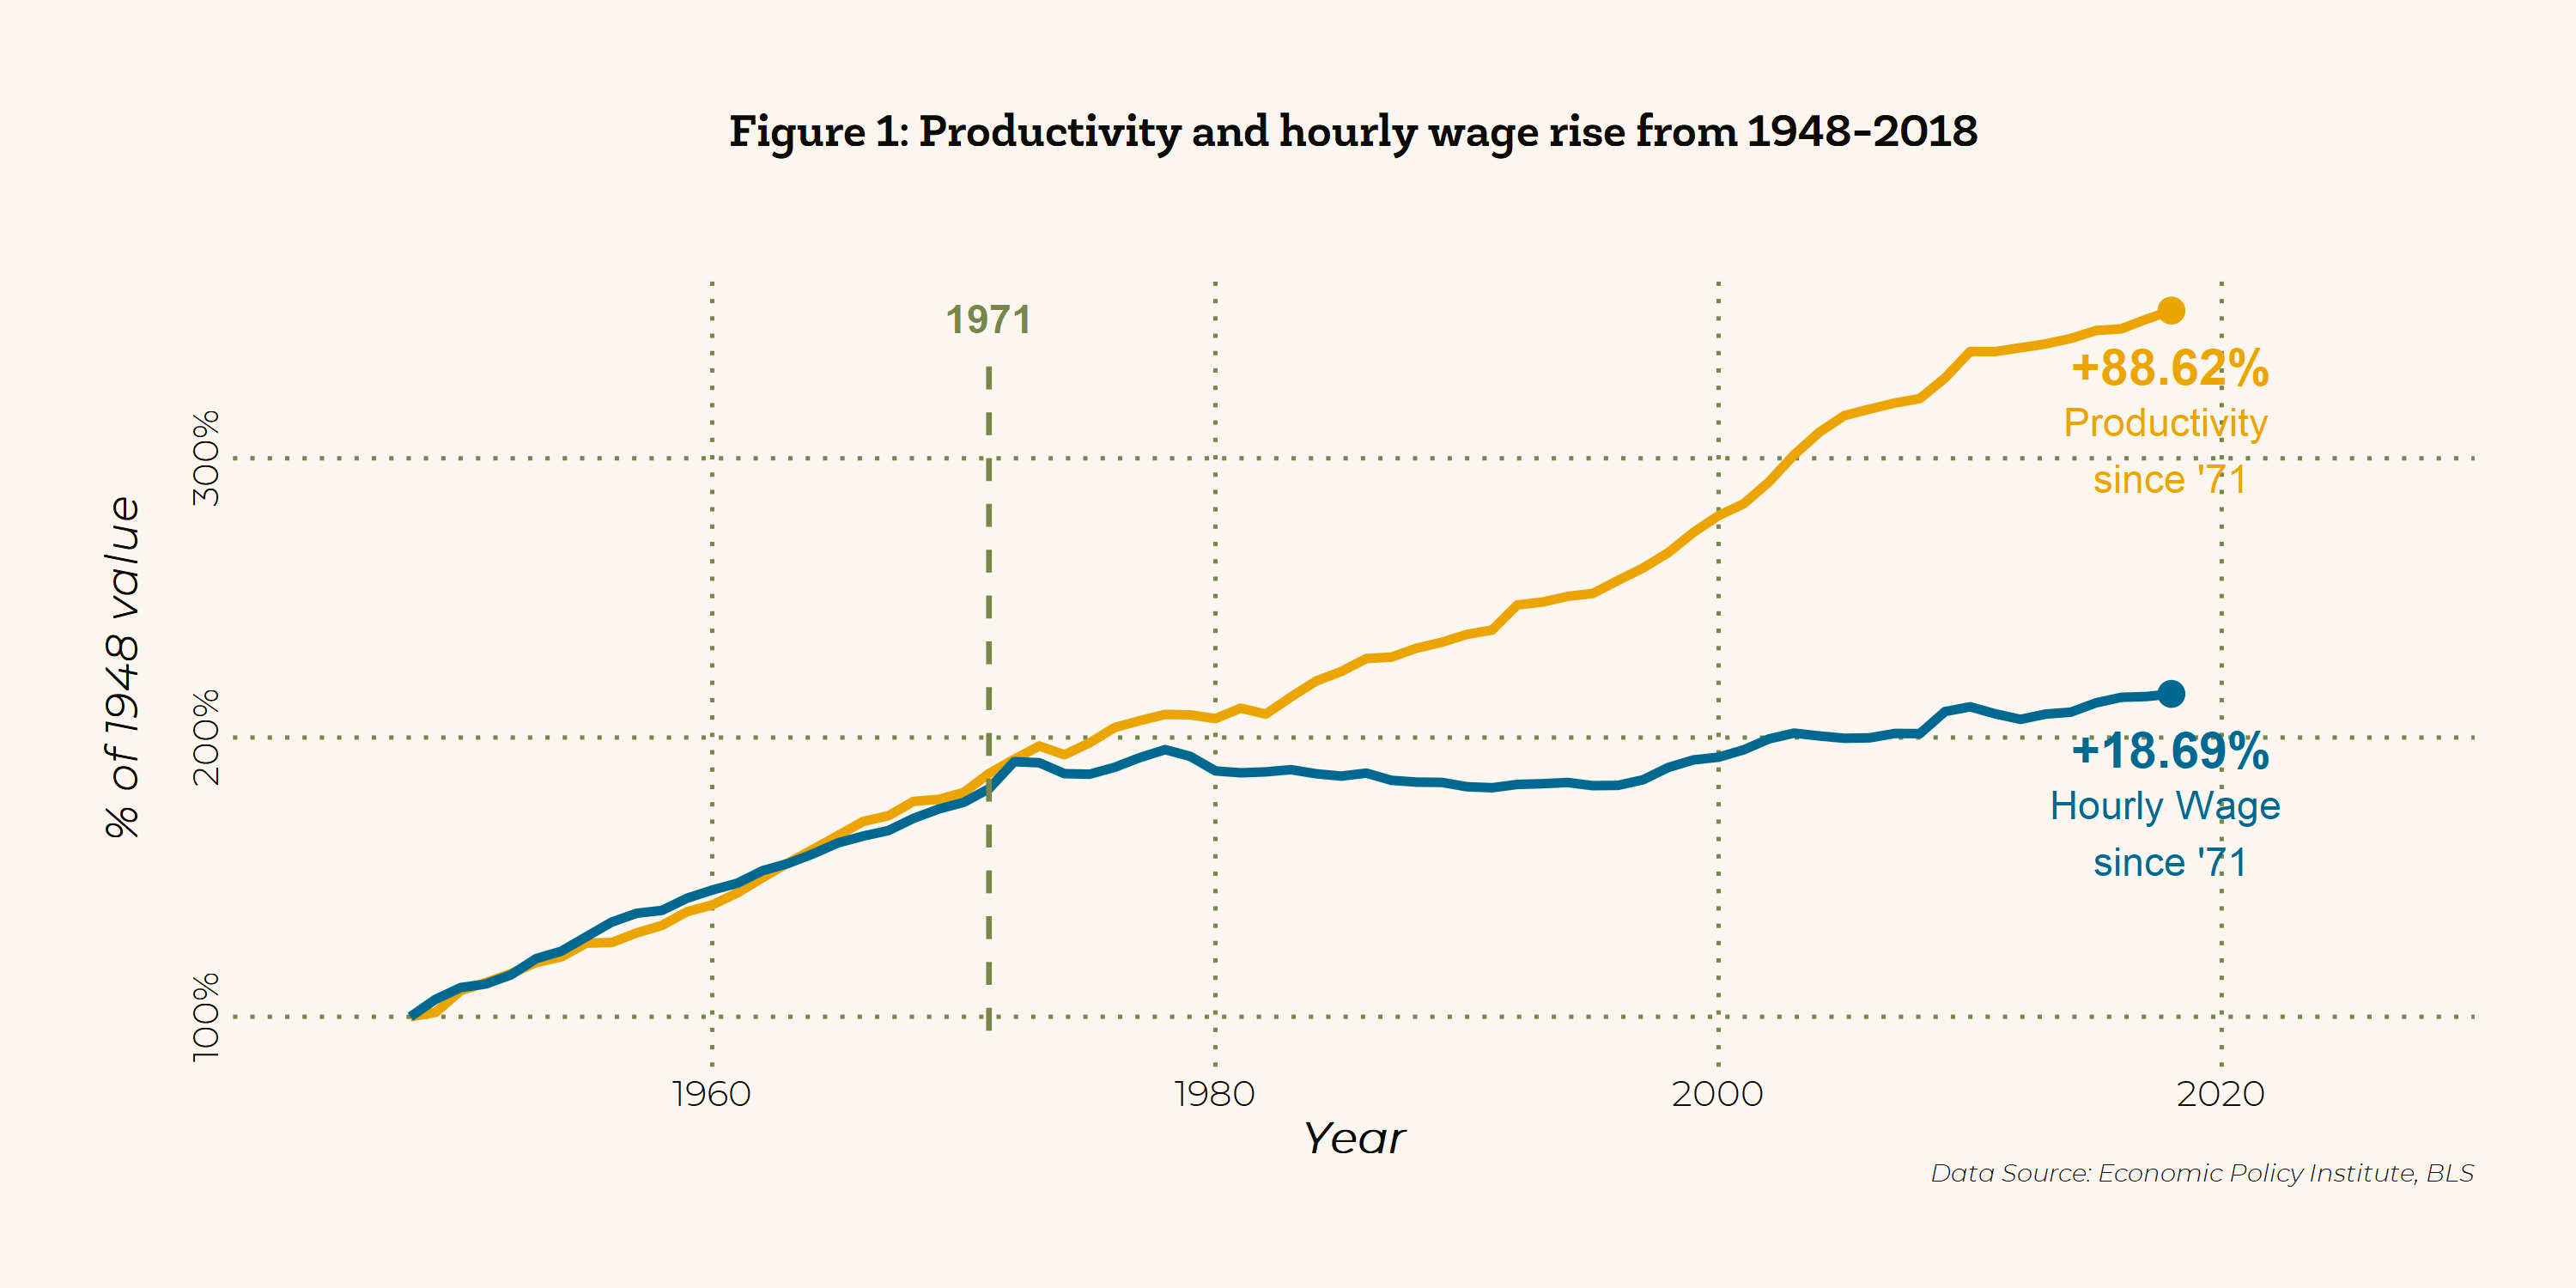 Figure 1: Productivity and hourly wage rise from 1948-2018
1971
+88.62%
Productivity
since '71
+18.69%
Hourly Wage
since '71
% of 1948 value
300%
200%
100%
1960
1980
2000
2020
Year
Data Source: Economic Policy Institute, BLS